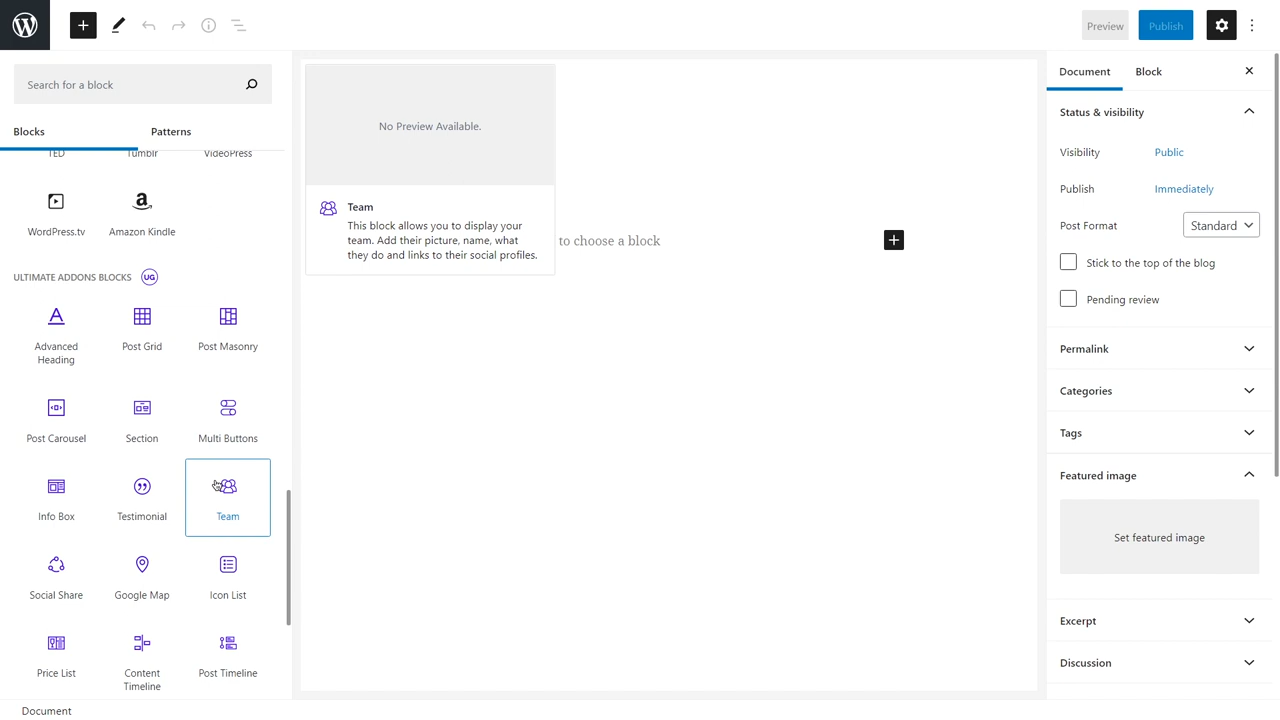 Preview
Publish
Search for a block
Blocks
Patterns
TED
Tumblr
VideoPress
WordPress.tv
Amazon Kindle
ULTIMATE ADDONS BLOCKS
UG
Advanced
Heading
Post Grid
Post Masonry
Post Carousel
Section
Multi Buttons
Info Box
Testimonial
Team
Social Share
Google Map
Icon List
Price List
Content
Timeline
Post Timeline
Document
No Preview Available.
Team
This block allows you to display your
team. Add their picture, name, what
they do and links to their social profiles.
to choose a block
Document
Block
Status & visibility
Visibility
Public
Publish
Immediately
Post Format
Standard
Stick to the top of the blog
Pending review
Permalink
Categories
Tags
Featured image
Set featured image
Excerpt
Discussion